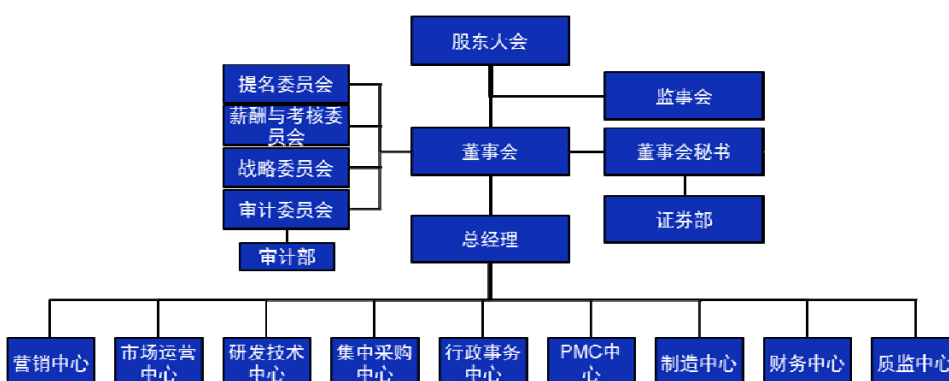 股东大会
提名委员会
监事会
薪酬与考核委
员会
董事会
董事会秘书
战略委员会
审计委员会
证券部
总经理
审计部
营销中心
市场运营
中心
研发技术
中心
集中采购
中心
行政事务
中心
PMC中
心
制造中心
财务中心
质监中心